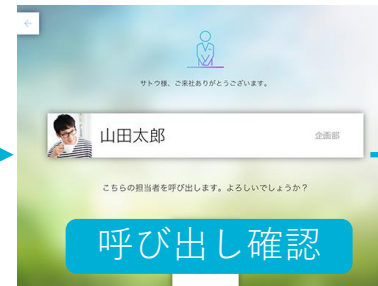 サトウ様、ご来社ありがとうございます。
山田太郎
企画部
こちらの担当者を呼び出します。よろしいでしょうか？
呼び出し確認